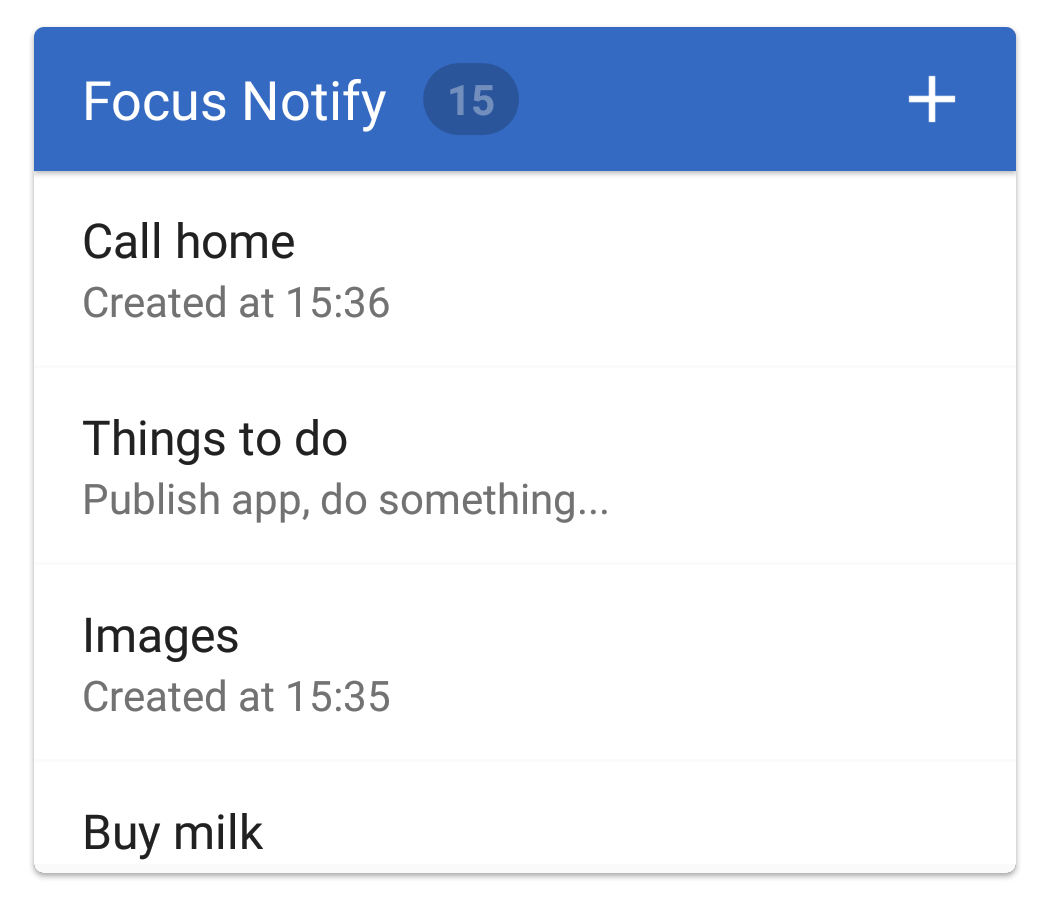 Focus Notify 15
Call home
Created at 15:36
Things to do
Publish app, do something...
Images
Created at 15:35
Buy milk